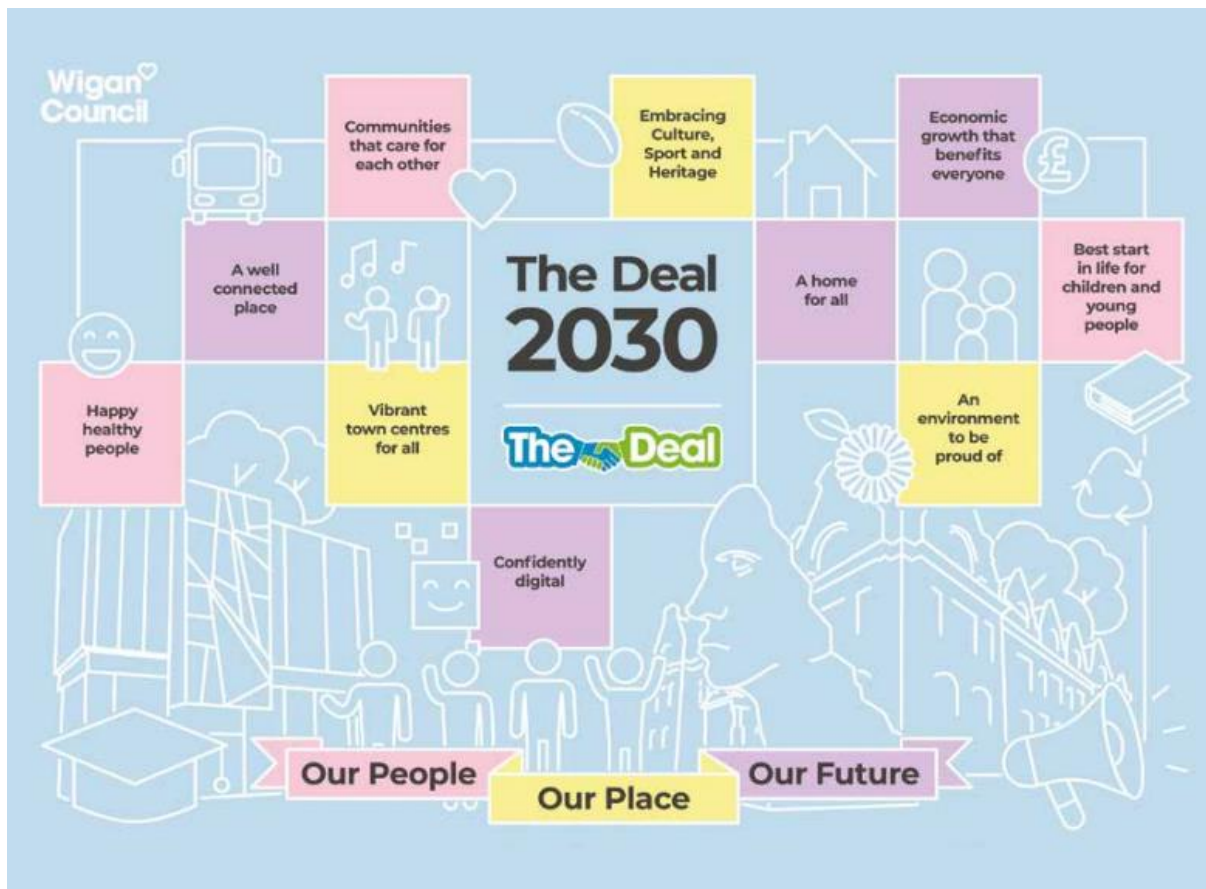 Wigan
Council
Communities
that care for
each other
Embracing
Culture,
Sport and
Heritage
Economic
growth that
benefits
everyone
£
A well
connected
place
The Deal
2030
A home
for all
Best start
in life for
children and
young
people
Happy
healthy
people
Vibrant
town centres
for all
The Deal
An
environment
to be
proud of
Confidently
digital
Our People
Our Place
Our Future